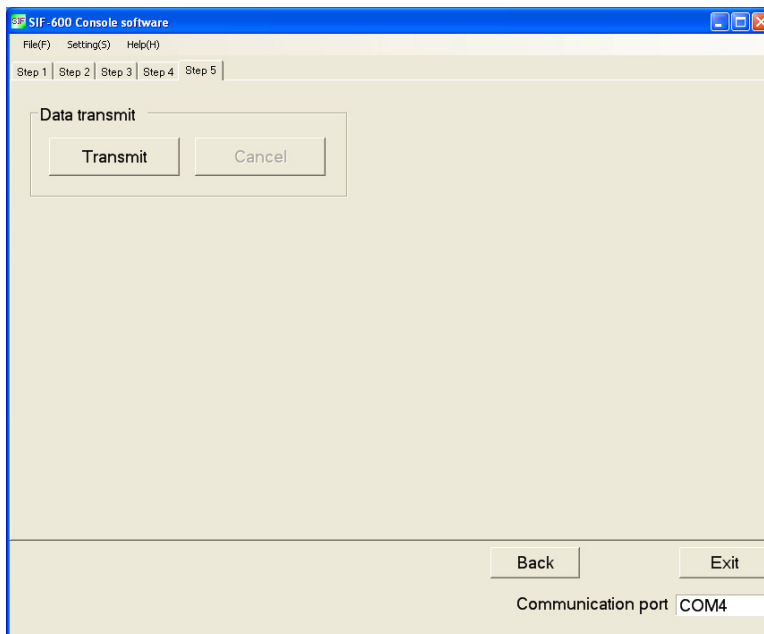 SIF SIF-600 Console software
File(F) Setting(S) Help(H)
Step 1 Step 2 Step 3 Step 4 Step 5
Data transmit
Transmit Cancel
Back Exit
Communication port COM4